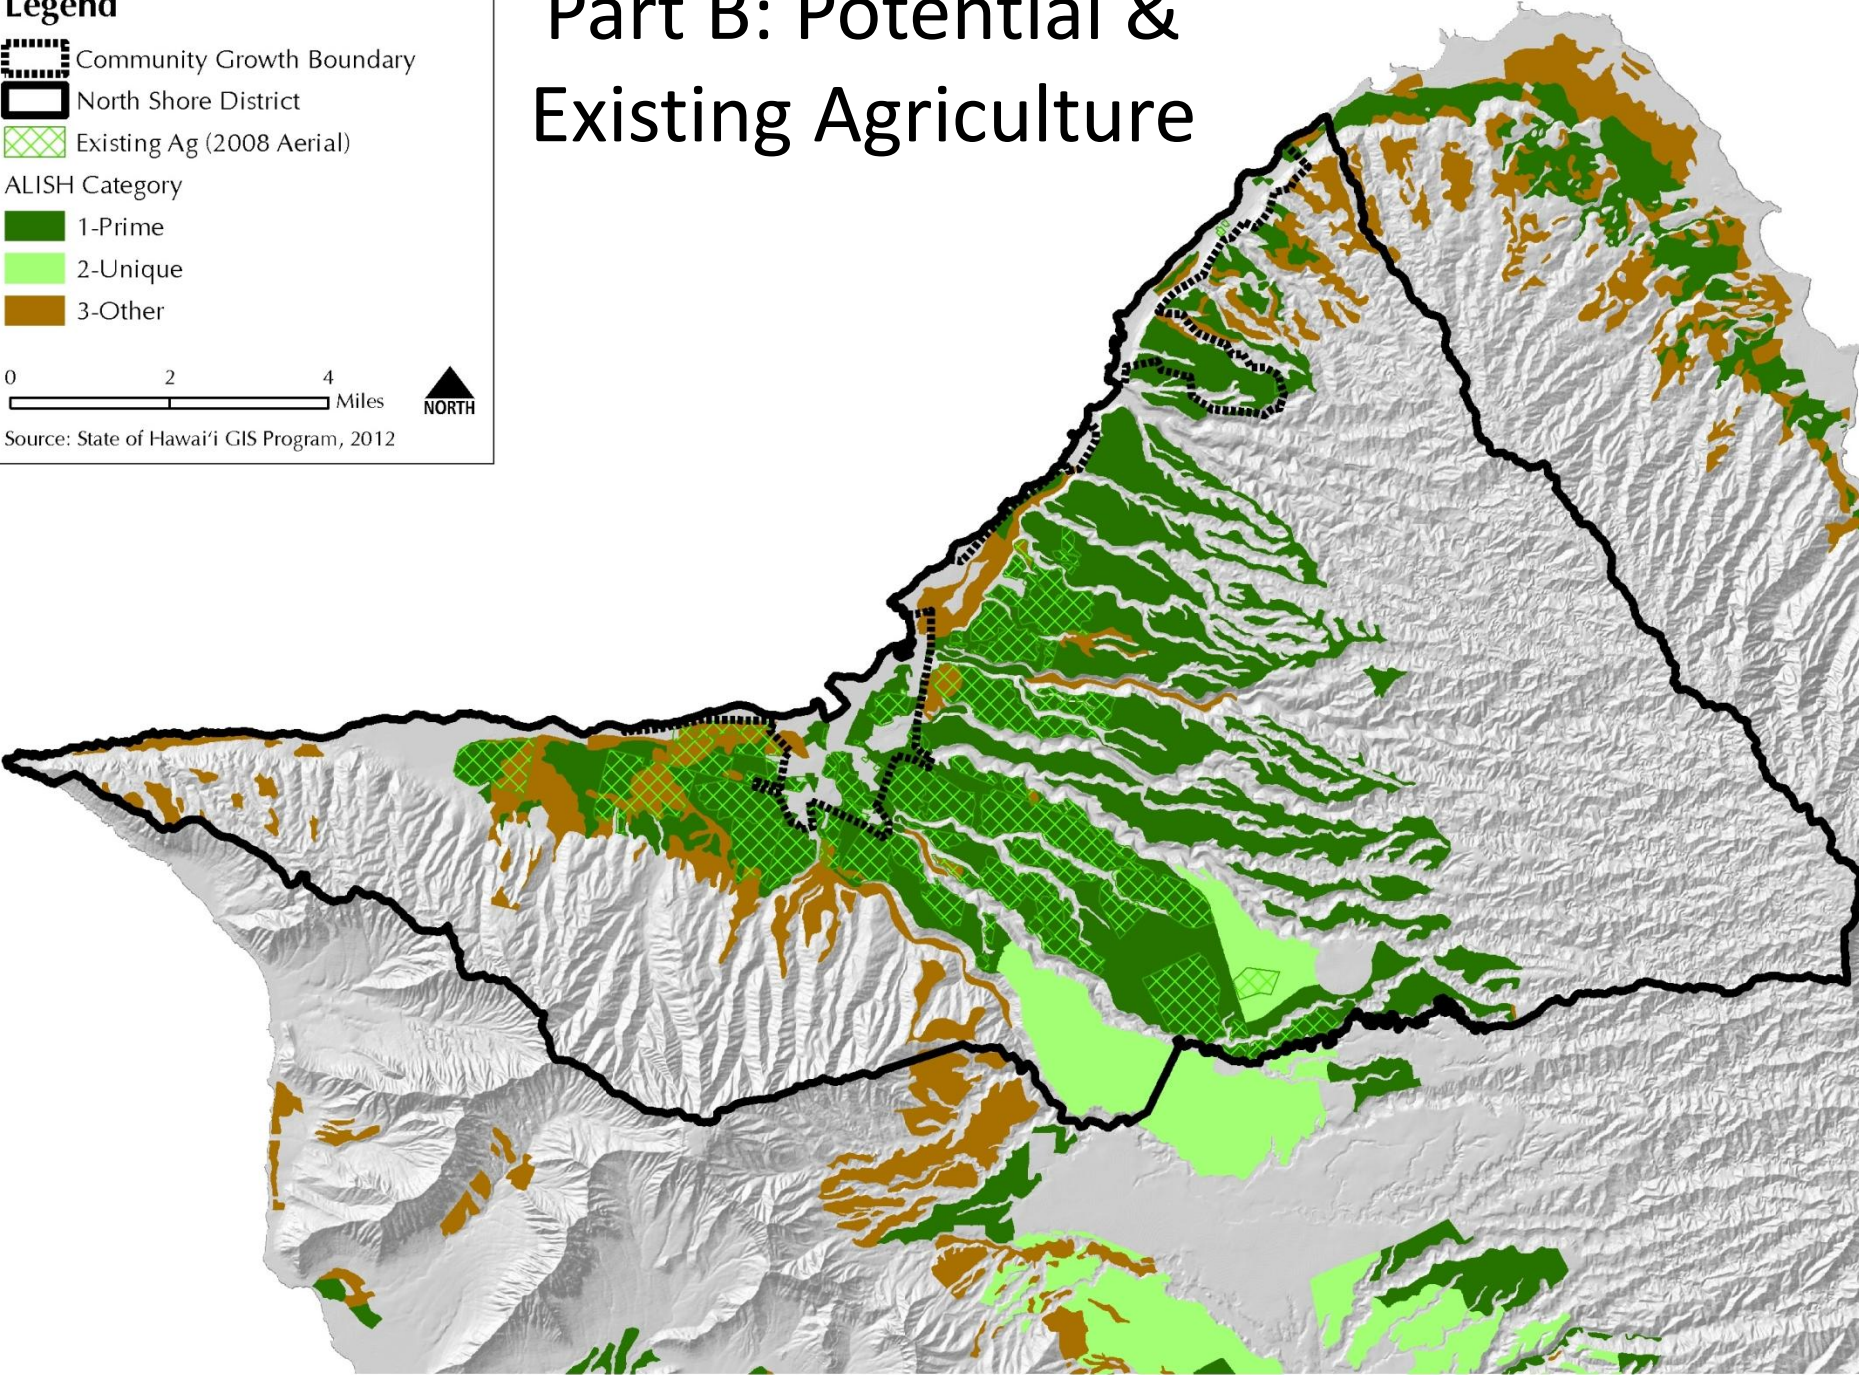 Legend
Community Growth Boundary
North Shore District
Existing Ag (2008 Aerial)
ALISH Category
1-Prime
2-Unique
3-Other
0 2 4
Miles
NORTH
Source: State of Hawaiʻi GIS Program, 2012
Part B: Potential &
Existing Agriculture